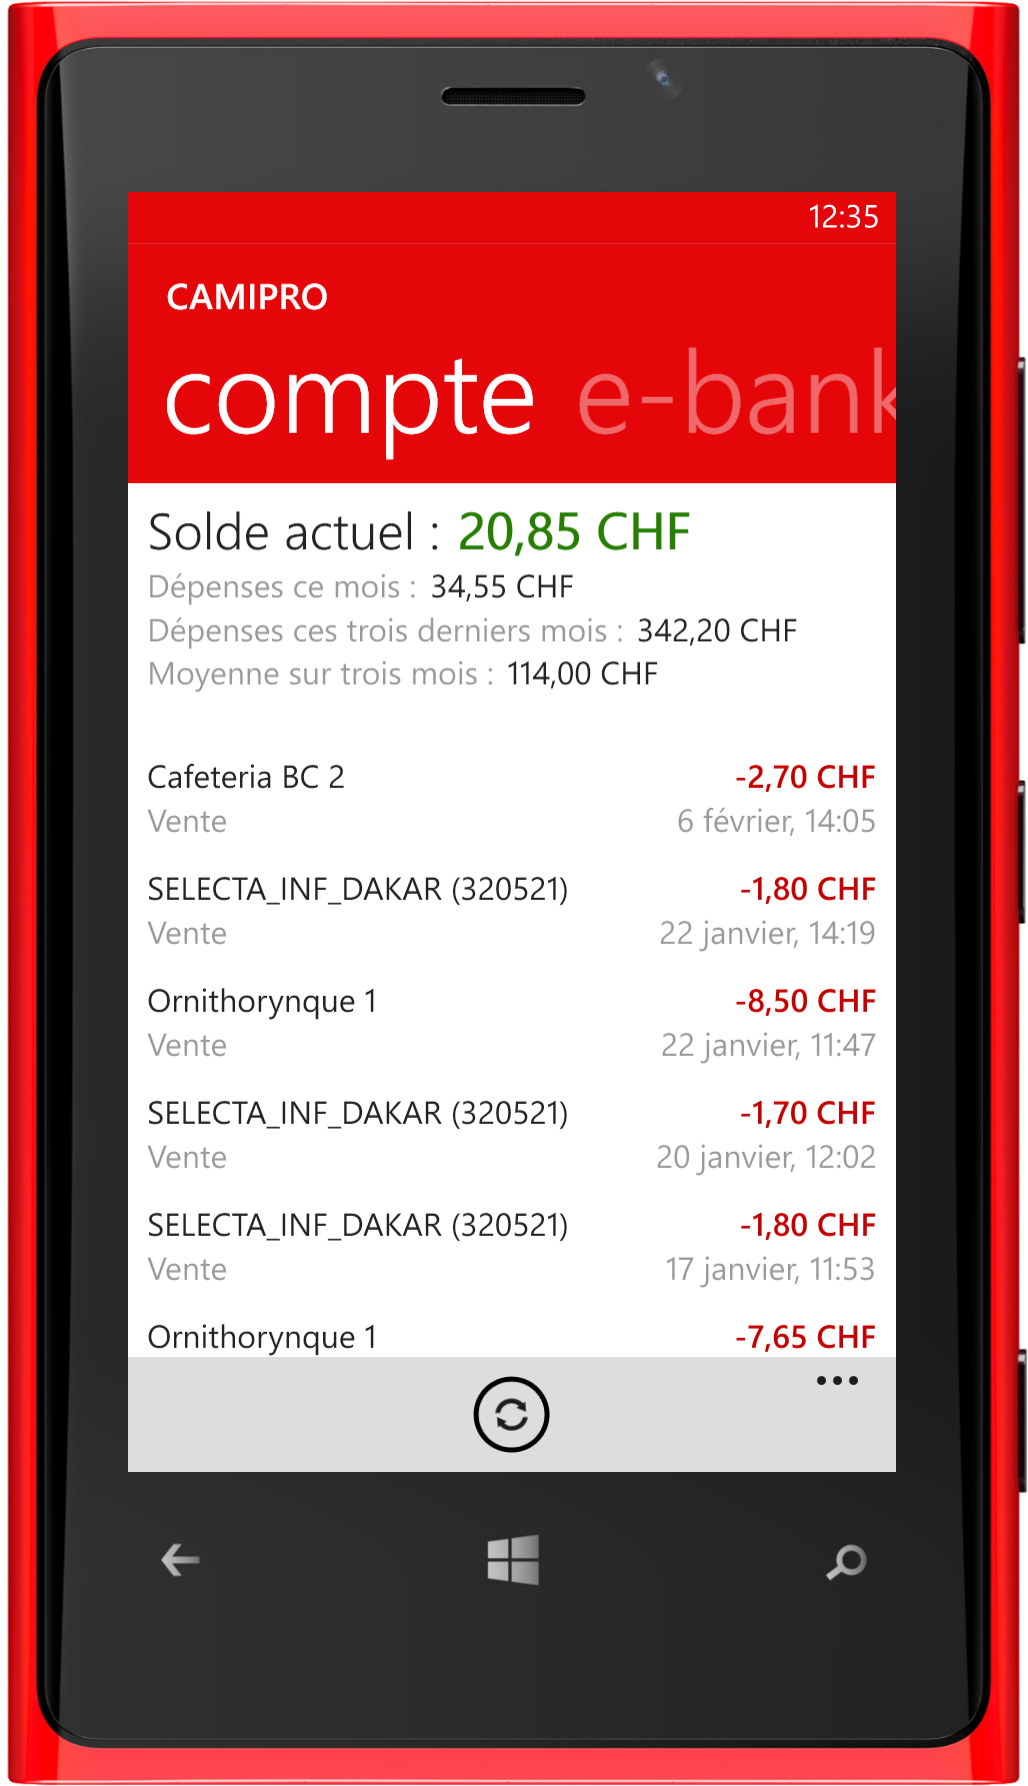 12:35
CAMIPRO
compte e-bank
Solde actuel : 20,85 CHF
Dépenses ce mois : 34,55 CHF
Dépenses ces trois derniers mois : 342,20 CHF
Moyenne sur trois mois : 114,00 CHF
Cafeteria BC 2 -2,70 CHF
Vente 6 février, 14:05
SELECTA_INF_DAKAR (320521) -1,80 CHF
Vente 22 janvier, 14:19
Ornithorynque 1 -8,50 CHF
Vente 22 janvier, 11:47
SELECTA_INF_DAKAR (320521) -1,70 CHF
Vente 20 janvier, 12:02
SELECTA_INF_DAKAR (320521) -1,80 CHF
Vente 17 janvier, 11:53
Ornithorynque 1 -7,65 CHF